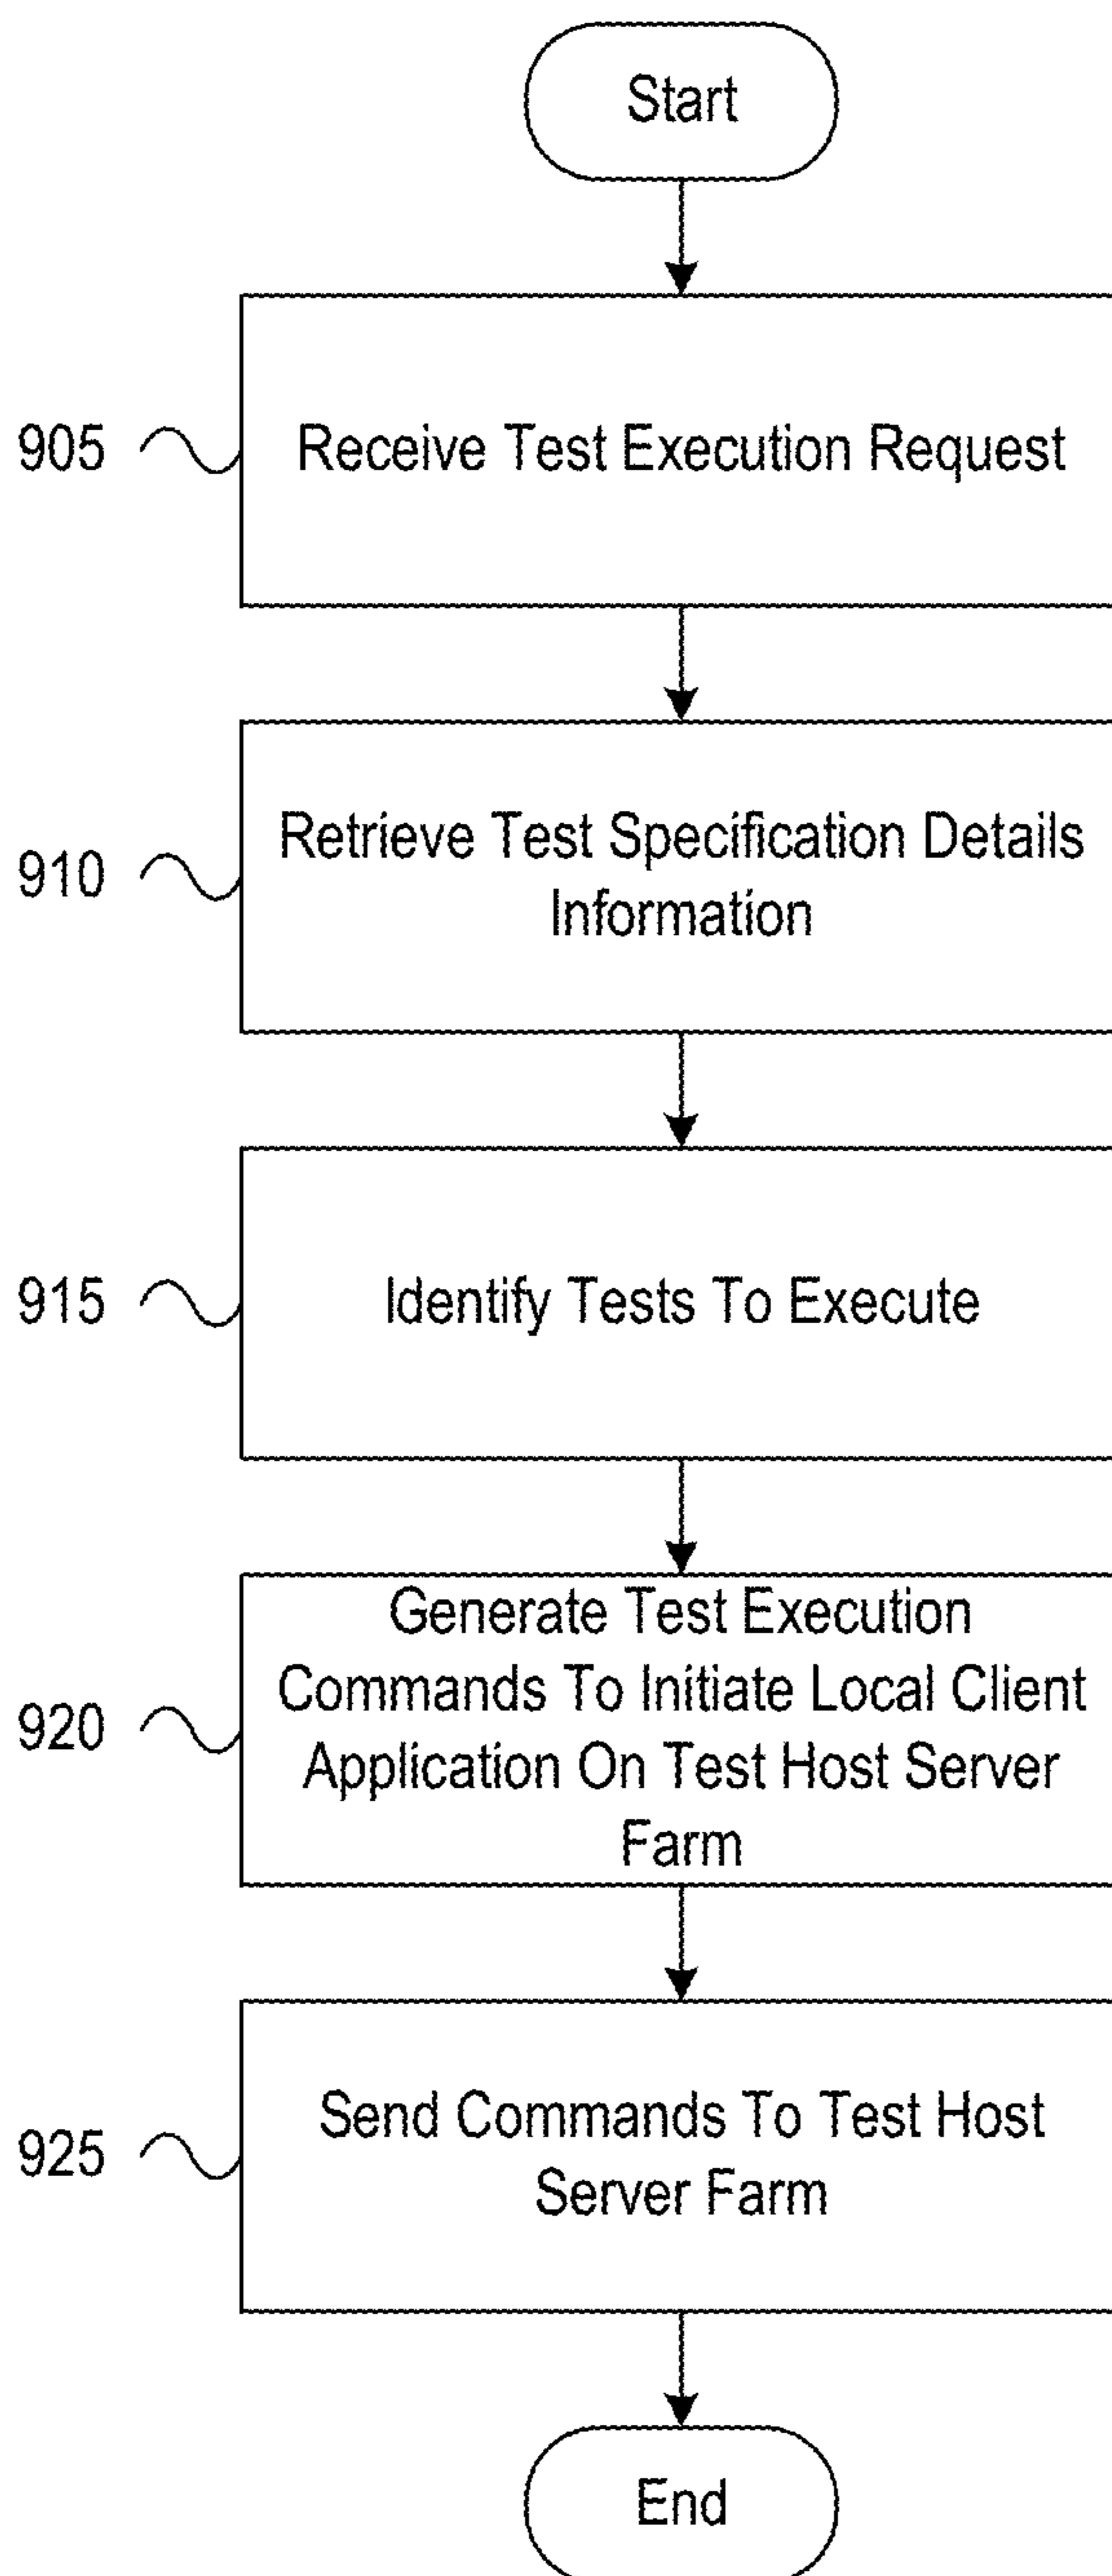 Start
905
Receive Test Execution Request
910
Retrieve Test Specification Details
Information
915
Identify Tests To Execute
920
Generate Test Execution
Commands To Initiate Local Client
Application On Test Host Server
Farm
925
Send Commands To Test Host
Server Farm
End